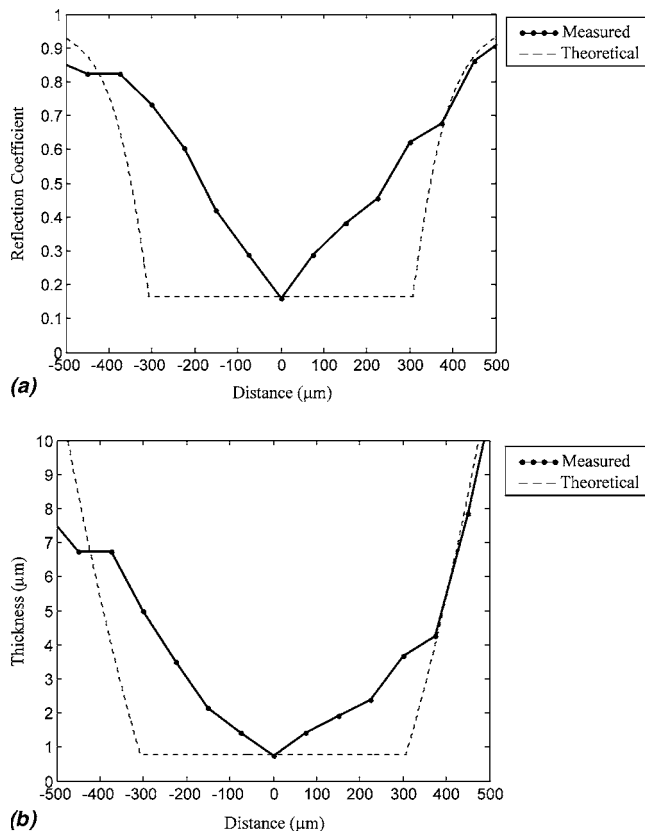 1
0.9
0.8
0.7
0.6
0.5
0.4
0.3
0.2
0.1
0
Reflection Coefficient
-500 -400 -300 -200 -100 0 100 200 300 400 500
Distance (μm)
Measured
Theoretical
(a)
10
9
8
7
6
5
4
3
2
1
0
Thickness (μm)
-500 -400 -300 -200 -100 0 100 200 300 400 500
Distance (μm)
Measured
Theoretical
(b)